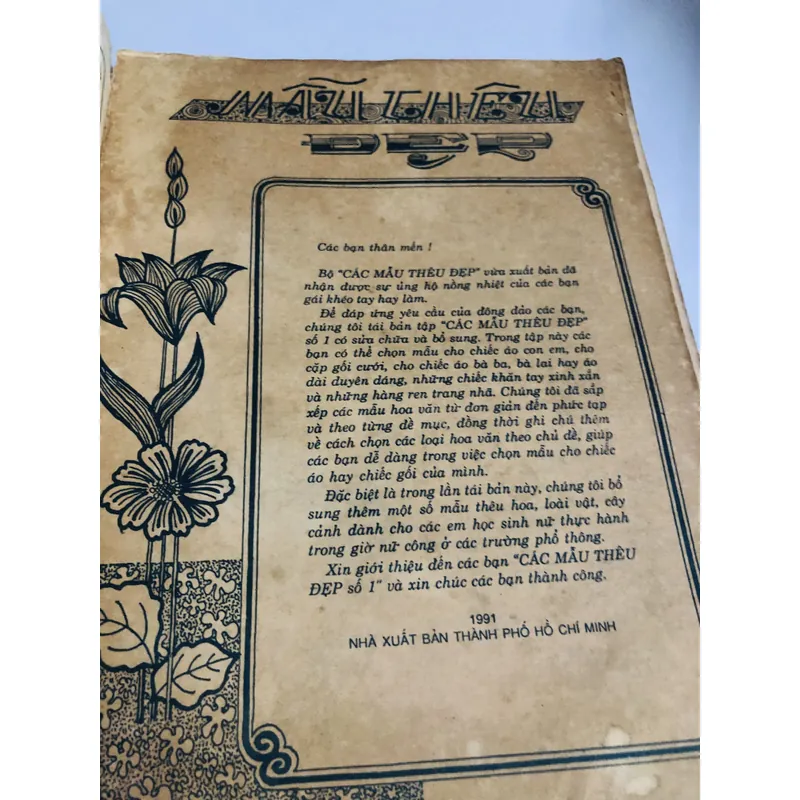 MẪU THÊU
ĐẸP
Các bạn thân mến !
Bộ "CÁC MẪU THÊU ĐẸP" vừa xuất bản đã
nhận được sự ủng hộ nồng nhiệt của các bạn
gái khéo tay hay làm.
Để đáp ứng yêu cầu của đông đảo các bạn,
chúng tôi tái bản tập "CÁC MẪU THÊU ĐẸP"
số 1 có sửa chữa và bổ sung. Trong tập này các
bạn có thể chọn mẫu cho chiếc áo con em, cho
cặp gối cưới, cho chiếc áo bà ba, bà lai hay áo
dài duyên dáng, những chiếc khăn tay xinh xắn
và những hàng ren trang nhã. Chúng tôi đã sắp
xếp các mẫu hoa văn từ đơn giản đến phức tạp
và theo từng đề mục, đồng thời ghi chú thêm
về cách chọn các loại hoa văn theo chủ đề, giúp
các bạn dễ dàng trong việc chọn mẫu cho chiếc
áo hay chiếc gối của mình.
Đặc biệt là trong lần tái bản này, chúng tôi bổ
sung thêm một số mẫu thêu hoa, loài vật, cây
cảnh dành cho các em học sinh nữ thực hành
trong giờ nữ công ở các trường phổ thông.
Xin giới thiệu đến các bạn "CÁC MẪU THÊU
ĐẸP số 1" và xin chúc các bạn thành công.
1991
NHÀ XUẤT BẢN THÀNH PHỐ HỒ CHÍ MINH